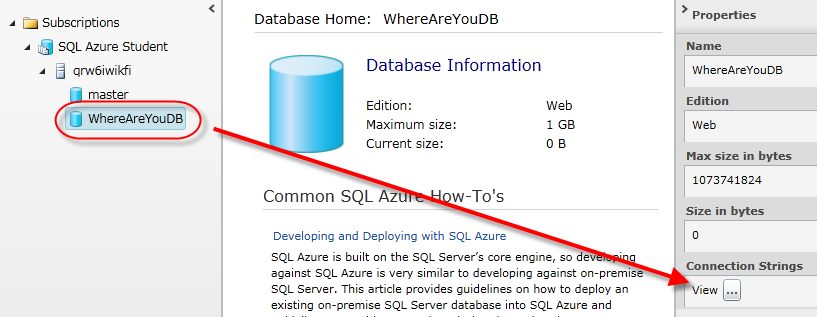 Subscriptions
SQL Azure Student
qrw6iwikfi
master
WhereAreYouDB
Database Home: WhereAreYouDB
Database Information
Edition: Web
Maximum size: 1 GB
Current size: 0 B
Common SQL Azure How-To's
Developing and Deploying with SQL Azure
SQL Azure is built on the SQL Server's core engine, so developing
against SQL Azure is very similar to developing against on-premise
SQL Server. This article provides guidelines on how to deploy an
existing on-premise SQL Server database into SQL Azure and
Properties
Name
WhereAreYouDB
Edition
Web
Max size in bytes
1073741824
Size in bytes
0
Connection Strings
View ...